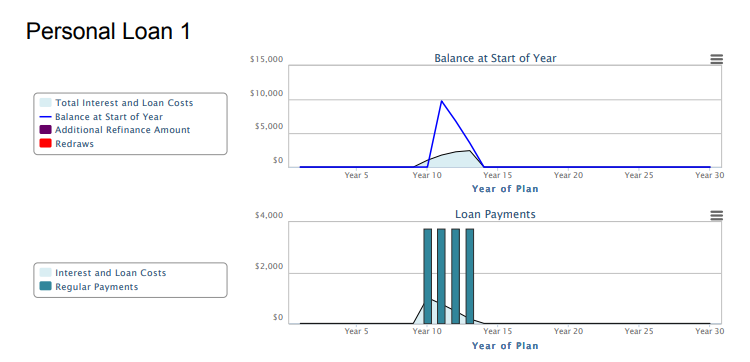 Personal Loan 1
Balance at Start of Year
$15,000
$10,000
$5,000
$0
Total Interest and Loan Costs
Balance at Start of Year
Additional Refinance Amount
Redraws
Year 5
Year 10
Year 15
Year 20
Year 25
Year 30
Year of Plan
Loan Payments
$4,000
$2,000
$0
Interest and Loan Costs
Regular Payments
Year 5
Year 10
Year 15
Year 20
Year 25
Year 30
Year of Plan